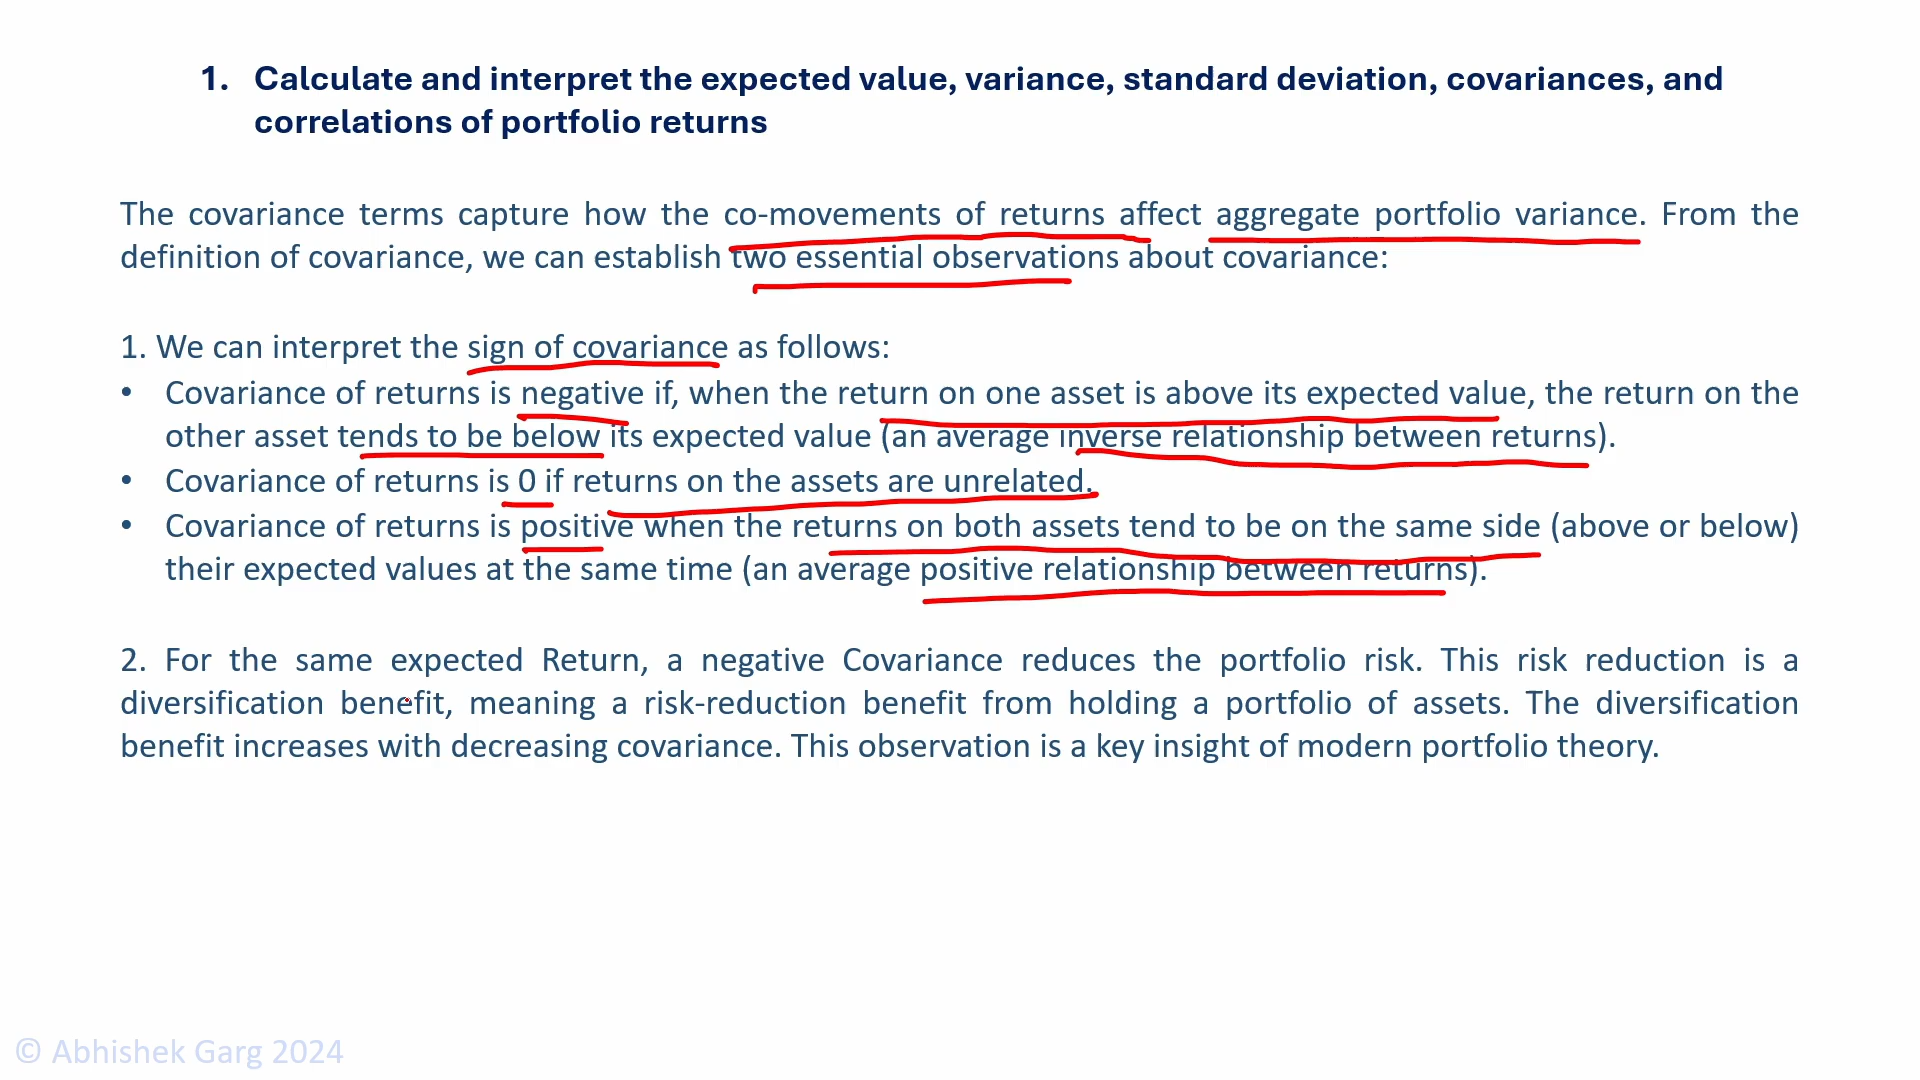 1. Calculate and interpret the expected value, variance, standard deviation, covariances, and
correlations of portfolio returns
The covariance terms capture how the co-movements of returns affect aggregate portfolio variance. From the
definition of covariance, we can establish two essential observations about covariance:
1. We can interpret the sign of covariance as follows:
• Covariance of returns is negative if, when the return on one asset is above its expected value, the return on the
other asset tends to be below its expected value (an average inverse relationship between returns).
• Covariance of returns is 0 if returns on the assets are unrelated.
• Covariance of returns is positive when the returns on both assets tend to be on the same side (above or below)
their expected values at the same time (an average positive relationship between returns).
2. For the same expected Return, a negative Covariance reduces the portfolio risk. This risk reduction is a
diversification benefit, meaning a risk-reduction benefit from holding a portfolio of assets. The diversification
benefit increases with decreasing covariance. This observation is a key insight of modern portfolio theory.
© Abhishek Garg 2024